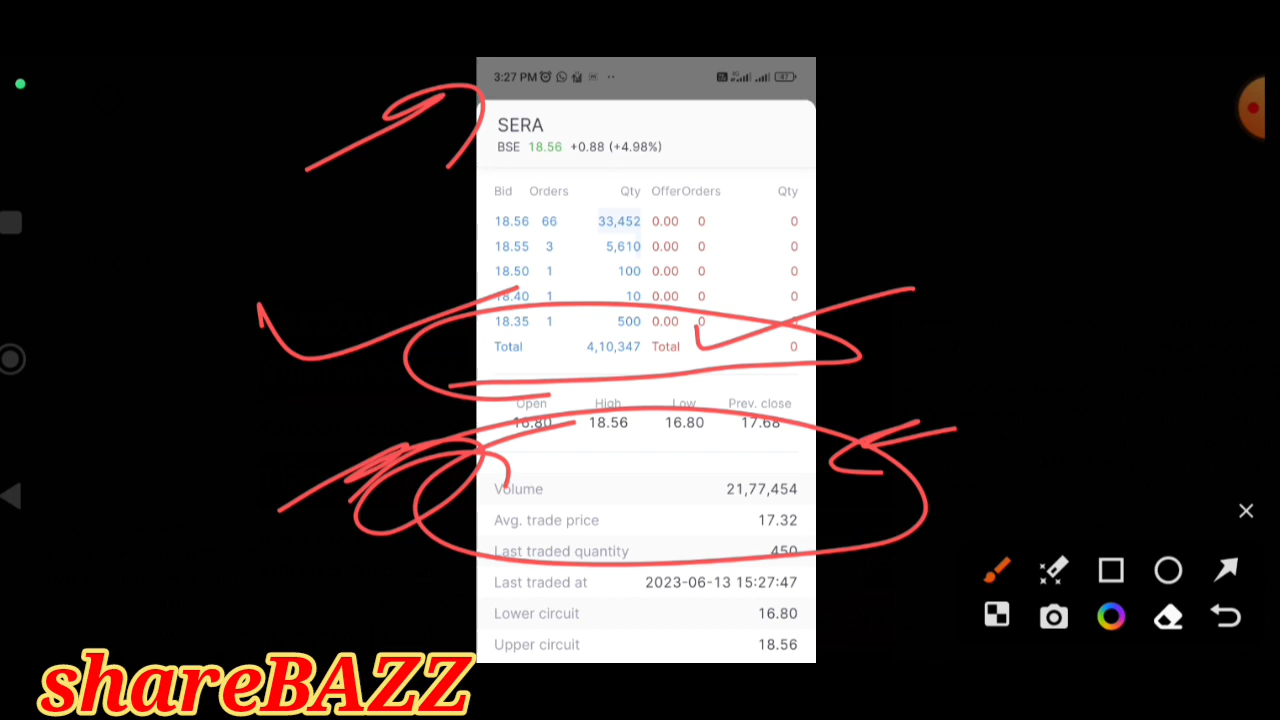 3:27 PM
SERA
BSE 18.56 +0.88 (+4.98%)
Bid Orders Qty Offer Orders Qty
18.56 66 33,452 0.00 0 0
18.55 3 5,610 0.00 0 0
18.50 1 100 0.00 0 0
18.40 1 10 0.00 0 0
18.35 1 500 0.00 0 0
Total 4,10,347 Total 0
Open High Low Prev. close
16.80 18.56 16.80 17.68
Volume 21,77,454
Avg. trade price 17.32
Last traded quantity 450
Last traded at 2023-06-13 15:27:47
Lower circuit 16.80
Upper circuit 18.56
shareBAZZ